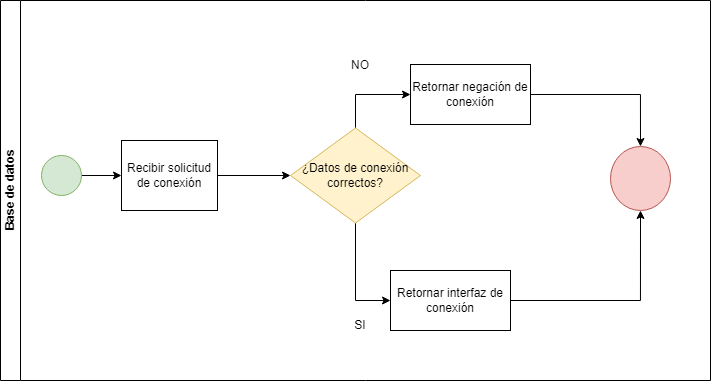 Base de datos
Recibir solicitud
de conexión
¿Datos de conexión
correctos?
NO
Retornar negación de
conexión
SI
Retornar interfaz de
conexión